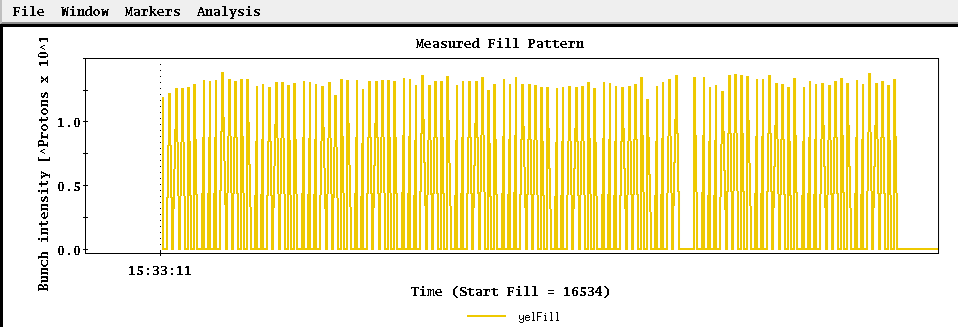 File Window Markers Analysis
Measured Fill Pattern
Bunch intensity [^Protons x 10^1
1.0
0.5
0.0
15:33:11
Time (Start Fill = 16534)
yelFill